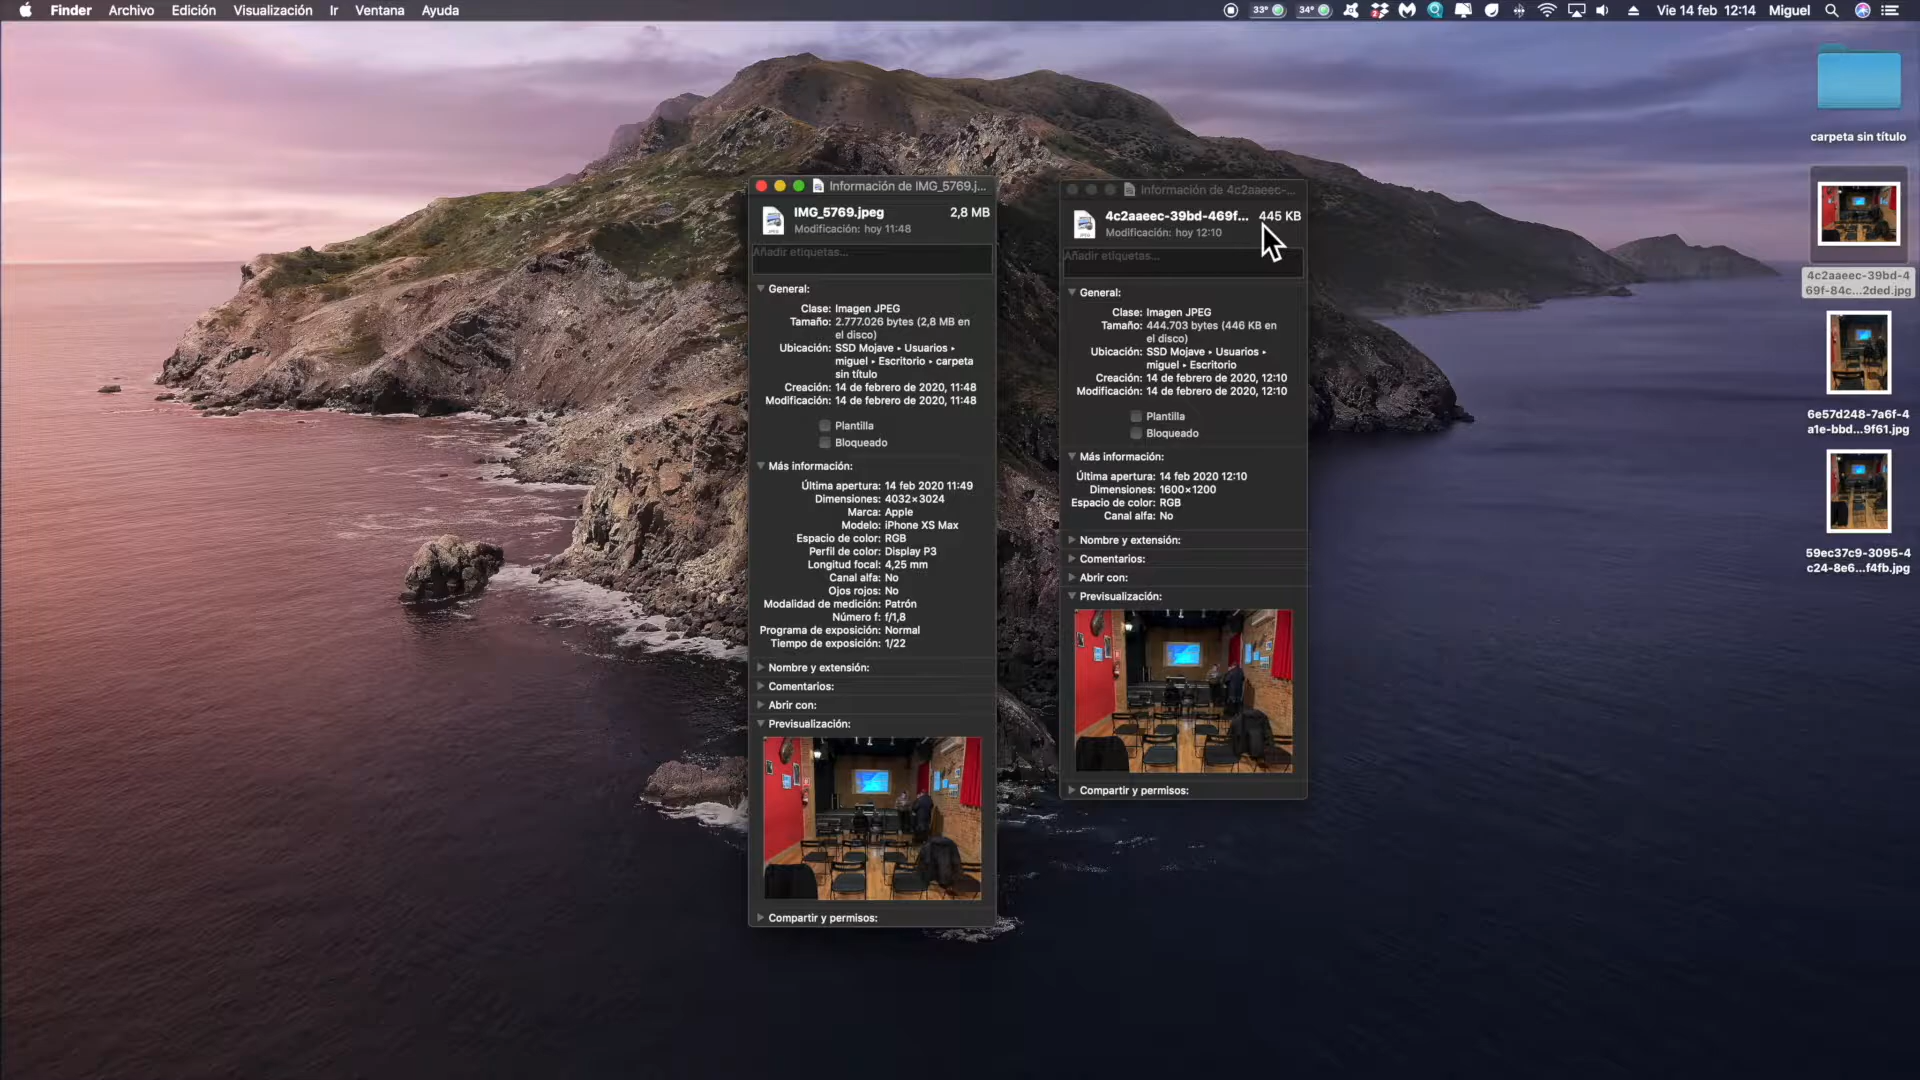 Finder Archivo Edición Visualización Ir Ventana Ayuda
33° 34° Vie 14 feb 12:14 Miguel
carpeta sin título
4c2aaeec-39bd-4
69f-84c...2ded.jpg
6e57d248-7a6f-4
a1e-bbd...9f61.jpg
59ec37c9-3095-4
c24-8e6...f4fb.jpg
Información de IMG_5769.j...
IMG_5769.jpeg 2,8 MB
Modificación: hoy 11:48
Añadir etiquetas...
General:
Clase: Imagen JPEG
Tamaño: 2.777.026 bytes (2,8 MB en
el disco)
Ubicación: SSD Mojave ▸ Usuarios ▸
miguel ▸ Escritorio ▸ carpeta
sin título
Creación: 14 de febrero de 2020, 11:48
Modificación: 14 de febrero de 2020, 11:48
Plantilla
Bloqueado
Más información:
Última apertura: 14 feb 2020 11:49
Dimensiones: 4032×3024
Marca: Apple
Modelo: iPhone XS Max
Espacio de color: RGB
Perfil de color: Display P3
Longitud focal: 4,25 mm
Canal alfa: No
Ojos rojos: No
Modalidad de medición: Patrón
Número f: f/1,8
Programa de exposición: Normal
Tiempo de exposición: 1/22
Nombre y extensión:
Comentarios:
Abrir con:
Previsualización:
Compartir y permisos:
Información de 4c2aaeec-...
4c2aaeec-39bd-469f... 445 KB
Modificación: hoy 12:10
Añadir etiquetas...
General:
Clase: Imagen JPEG
Tamaño: 444.703 bytes (446 KB en
el disco)
Ubicación: SSD Mojave ▸ Usuarios ▸
miguel ▸ Escritorio
Creación: 14 de febrero de 2020, 12:10
Modificación: 14 de febrero de 2020, 12:10
Plantilla
Bloqueado
Más información:
Última apertura: 14 feb 2020 12:10
Dimensiones: 1600×1200
Espacio de color: RGB
Canal alfa: No
Nombre y extensión:
Comentarios:
Abrir con:
Previsualización:
Compartir y permisos: